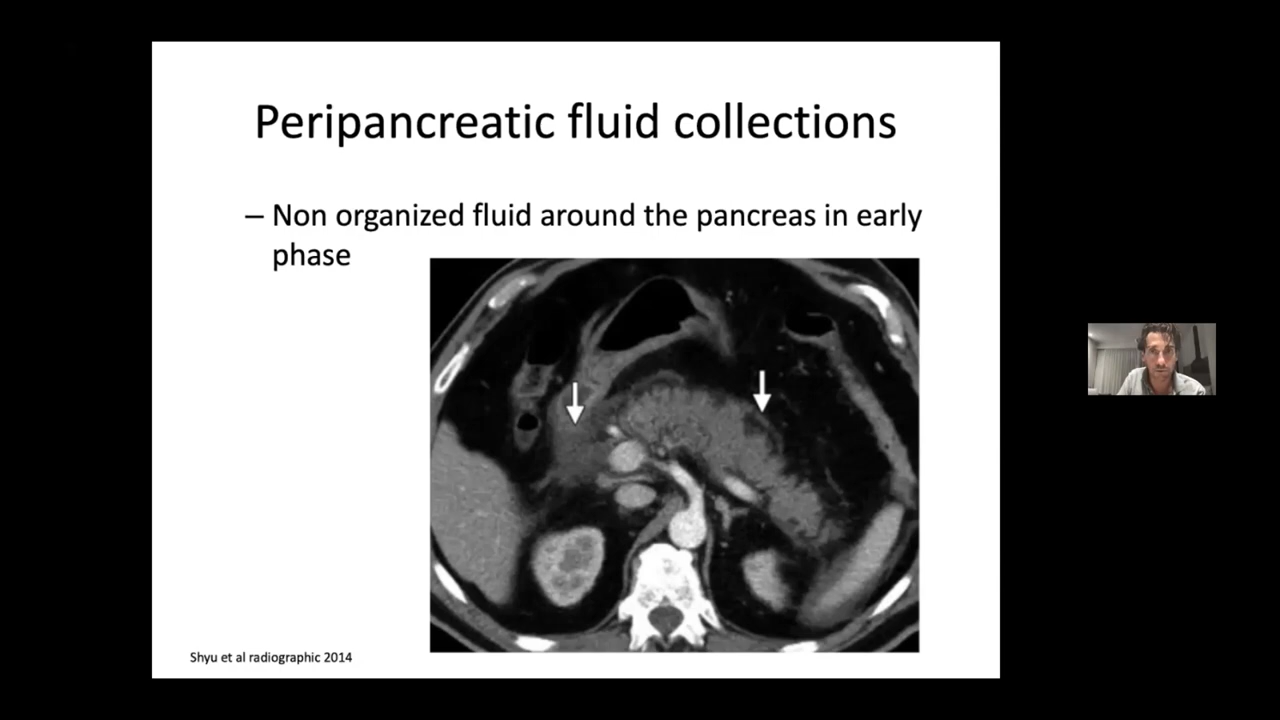 Peripancreatic fluid collections
– Non organized fluid around the pancreas in early
phase
Shyu et al radiographic 2014